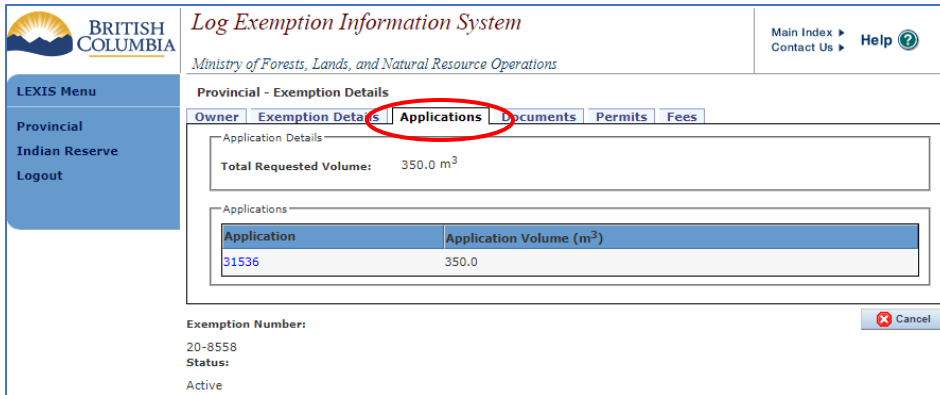 BRITISH
COLUMBIA
Log Exemption Information System
Ministry of Forests, Lands, and Natural Resource Operations
Main Index
Contact Us
Help ?
LEXIS Menu
Provincial
Indian Reserve
Logout
Provincial - Exemption Details
Owner Exemption Details Applications Documents Permits Fees
Application Details
Total Requested Volume: 350.0 m³
Applications
Application Application Volume (m³)
31536 350.0
Exemption Number:
Cancel
20-8558
Status:
Active